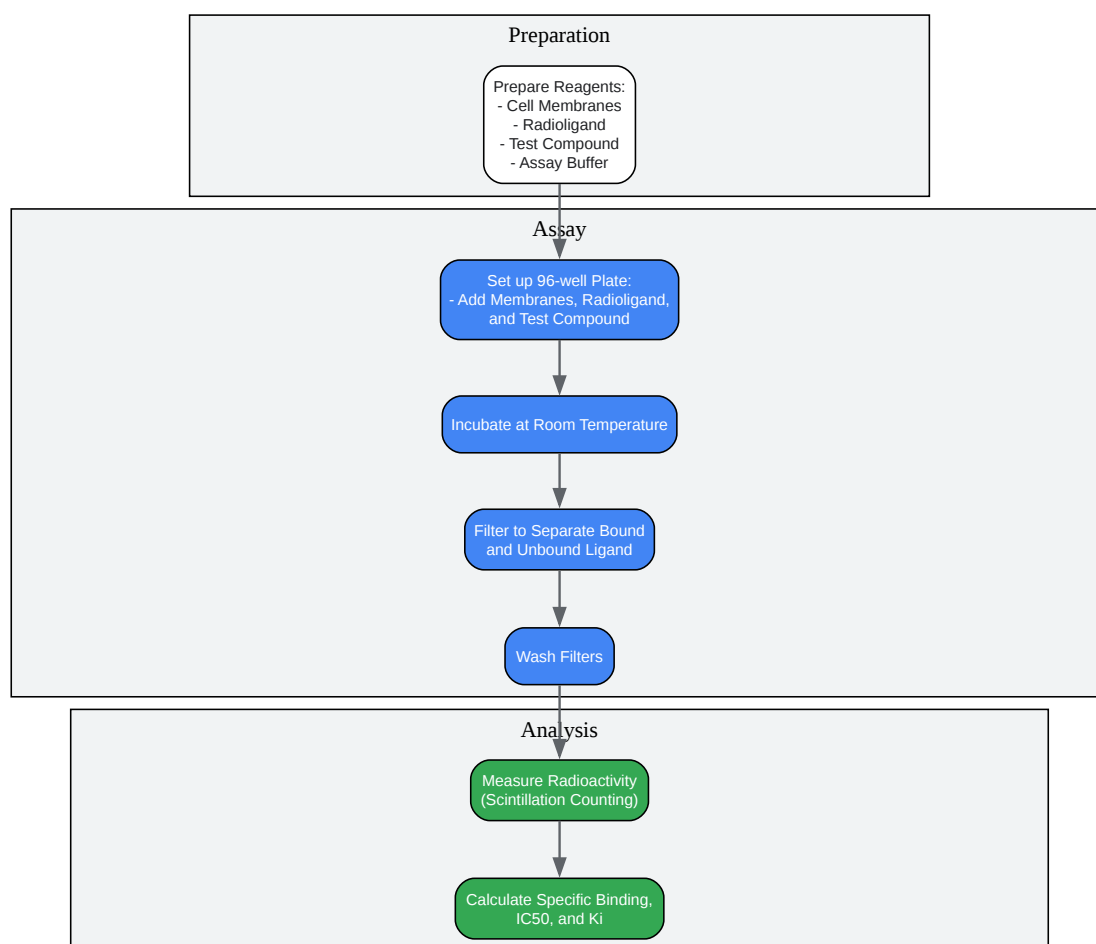 Preparation
Prepare Reagents:
- Cell Membranes
- Radioligand
- Test Compound
- Assay Buffer
Assay
Set up 96-well Plate:
- Add Membranes, Radioligand,
and Test Compound
Incubate at Room Temperature
Filter to Separate Bound
and Unbound Ligand
Wash Filters
Analysis
Measure Radioactivity
(Scintillation Counting)
Calculate Specific Binding,
IC50, and Ki